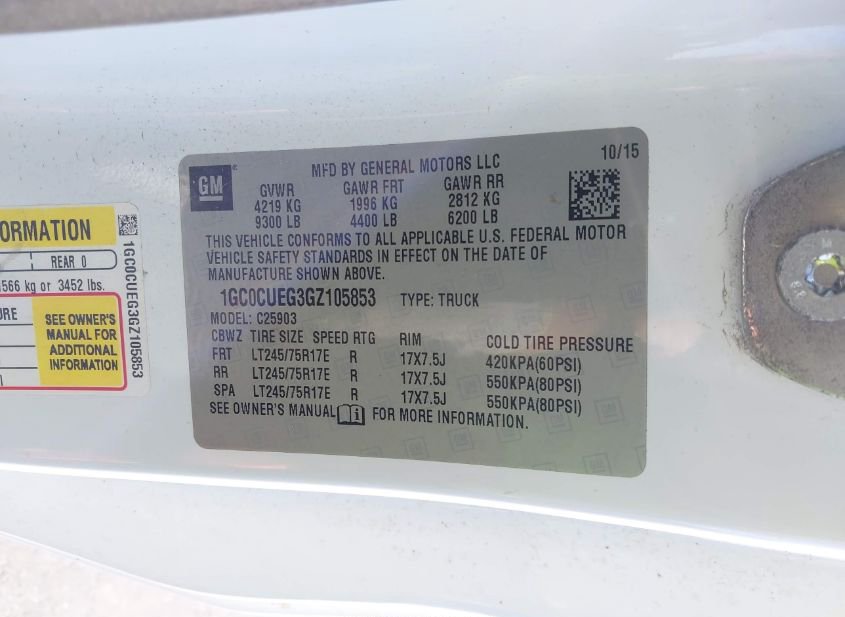 ORMATION
REAR 0
566 kg or 3452 lbs.
SEE OWNER'S
MANUAL FOR
ADDITIONAL
INFORMATION
1GC0CUEG3GZ105853
GM
MFD BY GENERAL MOTORS LLC
10/15
GVWR GAWR FRT GAWR RR
4219 KG 1996 KG 2812 KG
9300 LB 4400 LB 6200 LB
THIS VEHICLE CONFORMS TO ALL APPLICABLE U.S. FEDERAL MOTOR
VEHICLE SAFETY STANDARDS IN EFFECT ON THE DATE OF
MANUFACTURE SHOWN ABOVE.
1GC0CUEG3GZ105853 TYPE: TRUCK
MODEL: C25903
CBWZ TIRE SIZE SPEED RTG RIM COLD TIRE PRESSURE
FRT LT245/75R17E R 17X7.5J 420KPA(60PSI)
RR LT245/75R17E R 17X7.5J 550KPA(80PSI)
SPA LT245/75R17E R 17X7.5J 550KPA(80PSI)
SEE OWNER'S MANUAL FOR MORE INFORMATION.